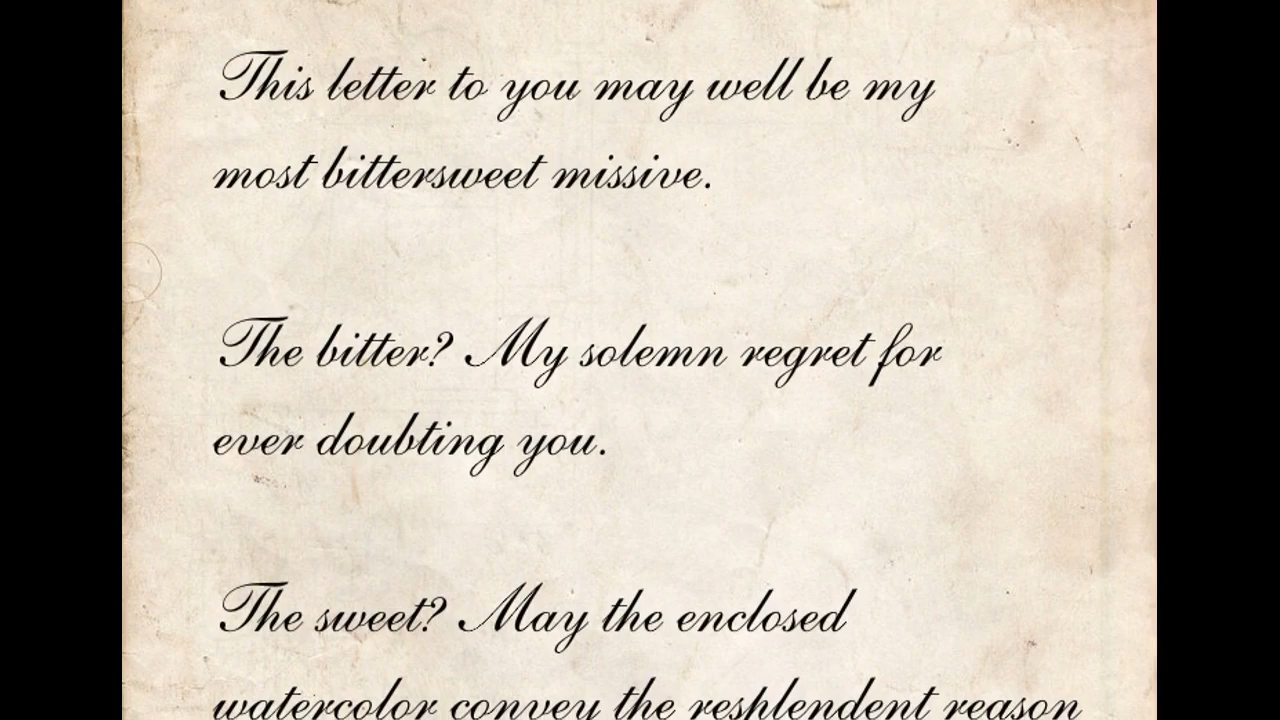 This letter to you may well be my
most bittersweet missive.
The bitter? My solemn regret for
ever doubting you.
The sweet? May the enclosed
watercolor convey the resplendent reason